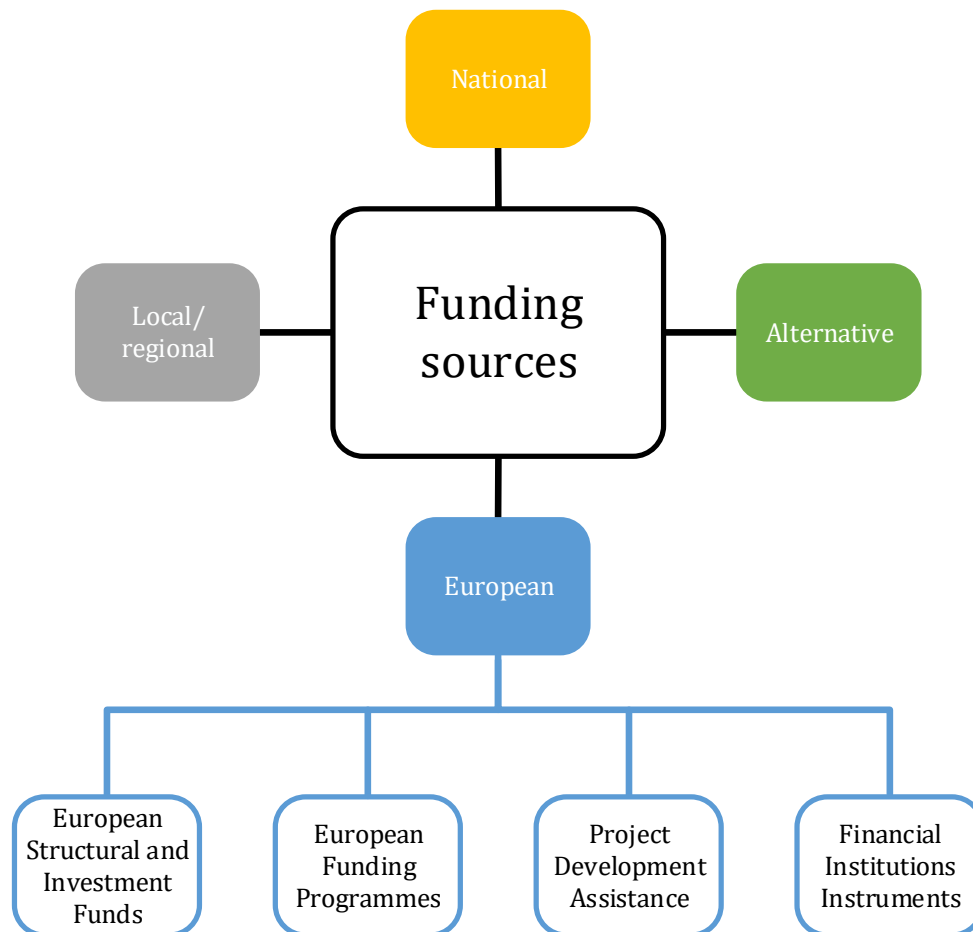 National
Local/
regional
Funding
sources
Alternative
European
European
Structural and
Investment
Funds
European
Funding
Programmes
Project
Development
Assistance
Financial
Institutions
Instruments